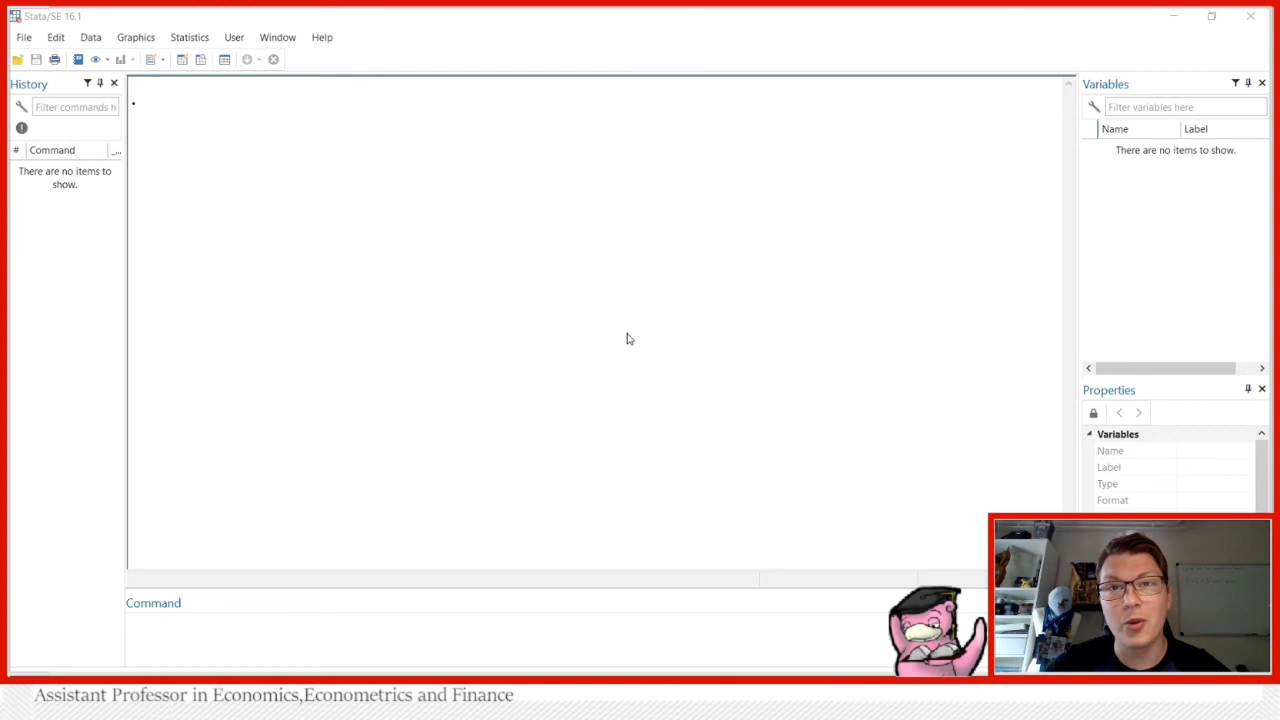 Stata/SE 16.1
File Edit Data Graphics Statistics User Window Help
History
Filter commands h
# Command _...
There are no items to
show.
Variables
Filter variables here
Name Label
There are no items to show.
Properties
Variables
Name
Label
Type
Format
Command
Assistant Professor in Economics,Econometrics and Finance